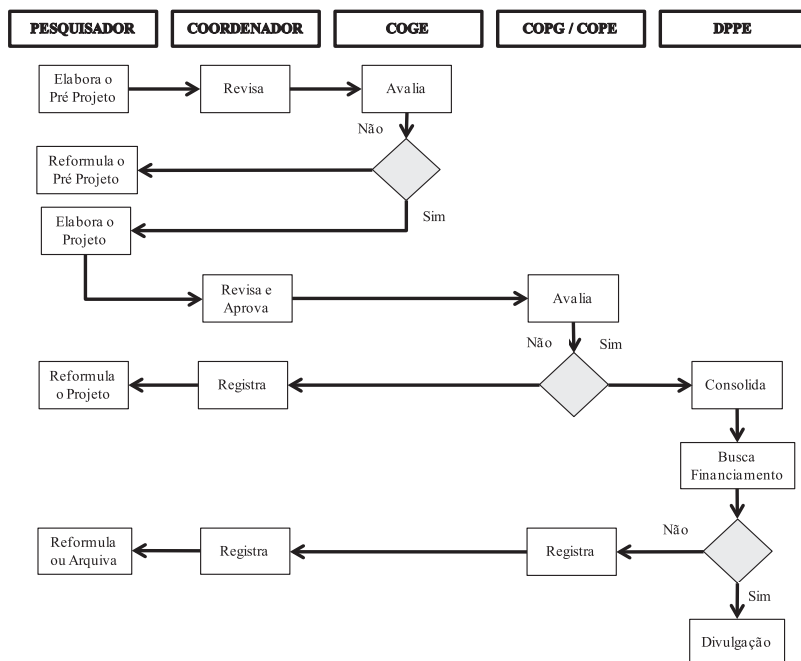 PESQUISADOR
COORDENADOR
COGE
COPG / COPE
DPPE
Elabora o
Pré Projeto
Revisa
Avalia
Não
Reformula o
Pré Projeto
Sim
Elabora o
Projeto
Revisa e
Aprova
Avalia
Não
Sim
Reformula
o Projeto
Registra
Consolida
Busca
Financiamento
Não
Reformula
ou Arquiva
Registra
Registra
Sim
Divulgação